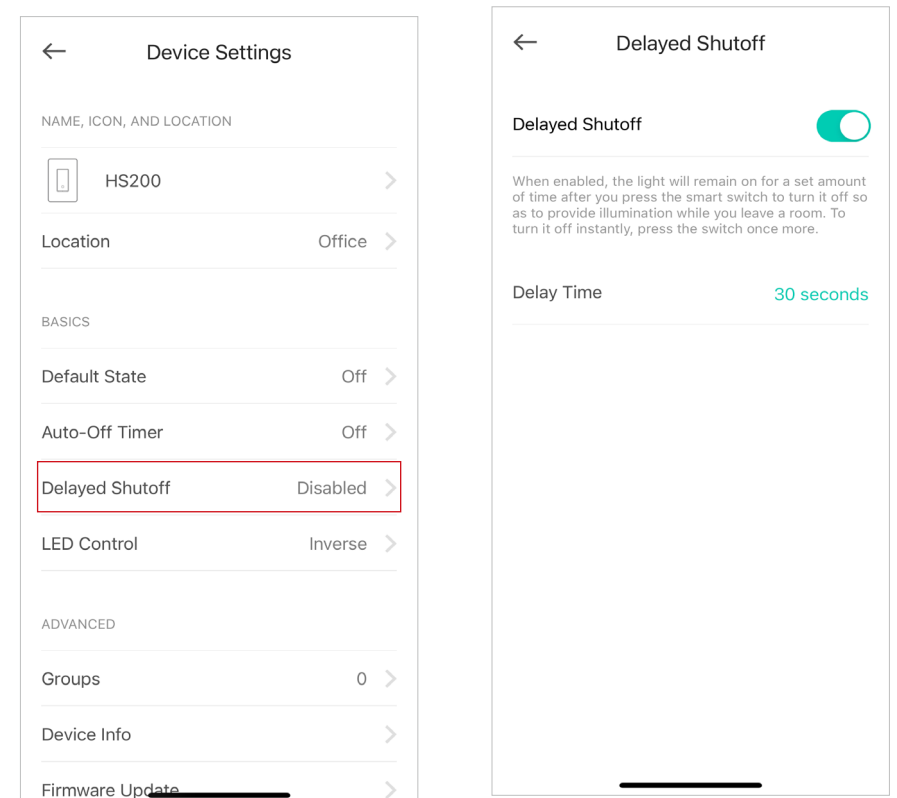 Device Settings
NAME, ICON, AND LOCATION
HS200
Location Office
BASICS
Default State Off
Auto-Off Timer Off
Delayed Shutoff Disabled
LED Control Inverse
ADVANCED
Groups 0
Device Info
Firmware Update
Delayed Shutoff
Delayed Shutoff
When enabled, the light will remain on for a set amount
of time after you press the smart switch to turn it off so
as to provide illumination while you leave a room. To
turn it off instantly, press the switch once more.
Delay Time 30 seconds